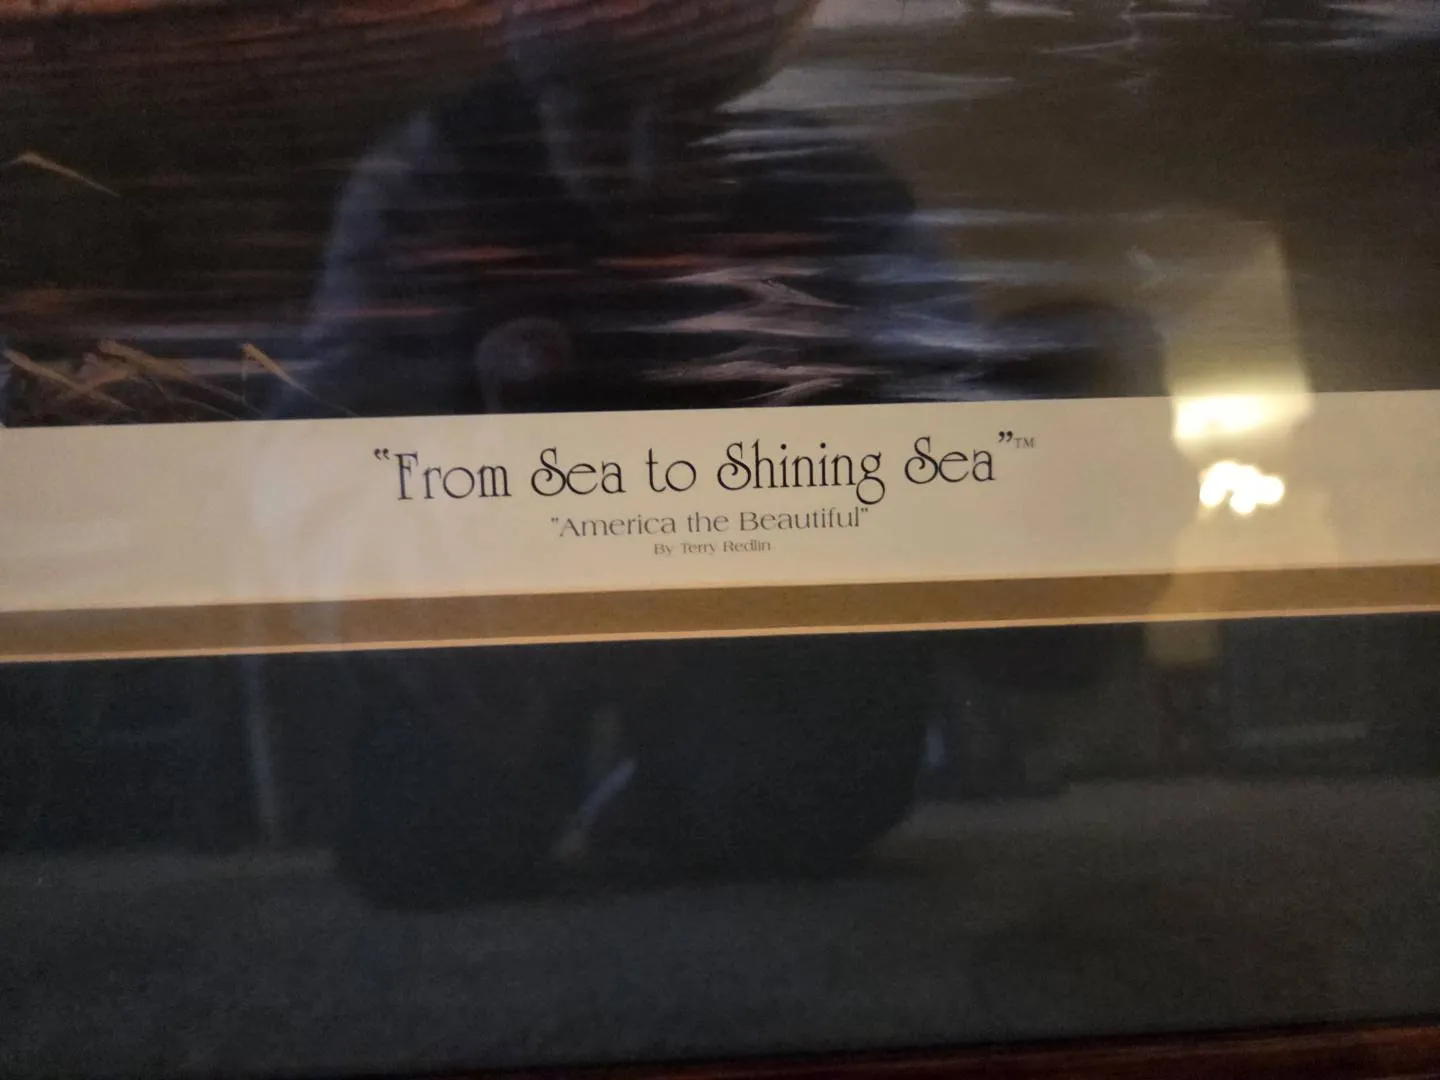 “From Sea to Shining Sea”™
"America the Beautiful"
By Terry Redlin